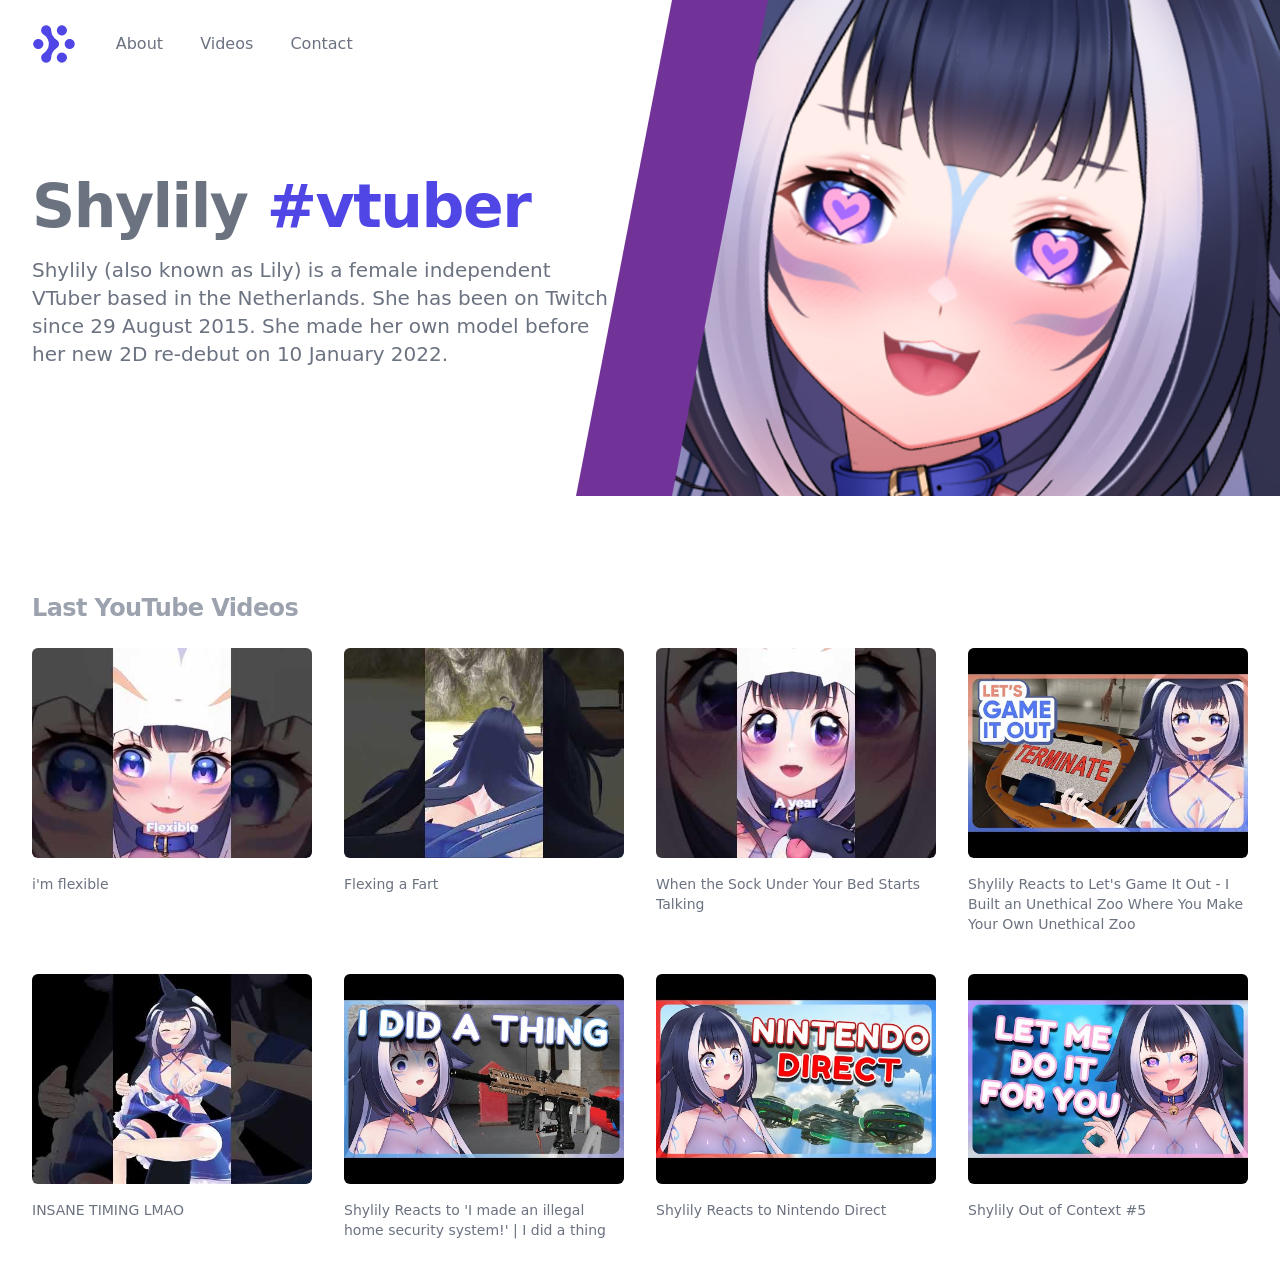 About Videos Contact
Shylily #vtuber
Shylily (also known as Lily) is a female independent
VTuber based in the Netherlands. She has been on Twitch
since 29 August 2015. She made her own model before
her new 2D re-debut on 10 January 2022.
Last YouTube Videos
Flexible
A year
LET'S
GAME
IT OUT
TERMINATE
i'm flexible
Flexing a Fart
When the Sock Under Your Bed Starts
Talking
Shylily Reacts to Let's Game It Out - I
Built an Unethical Zoo Where You Make
Your Own Unethical Zoo
I DID A THING
NINTENDO
DIRECT
LET ME
DO IT
FOR YOU
INSANE TIMING LMAO
Shylily Reacts to 'I made an illegal
home security system!' | I did a thing
Shylily Reacts to Nintendo Direct
Shylily Out of Context #5